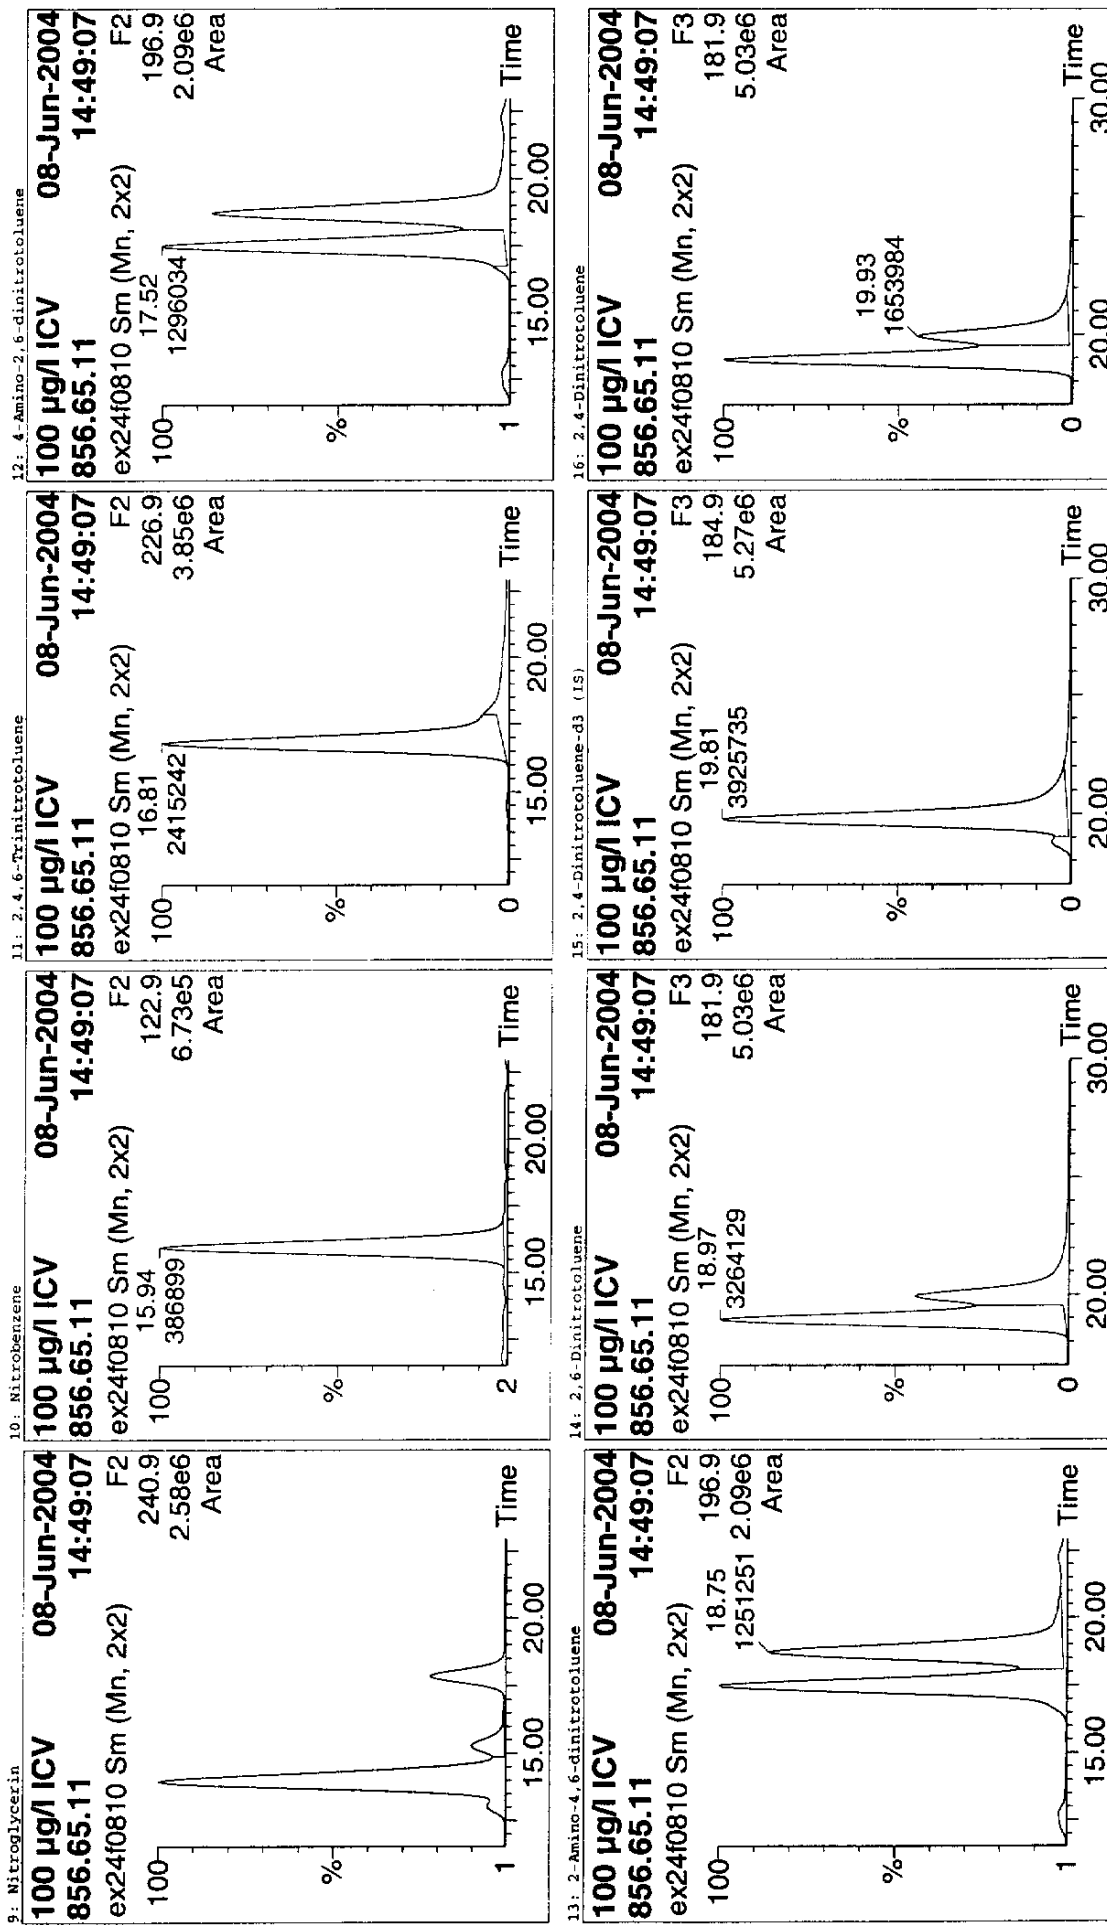 9: Nitroglycerin
100 µg/l ICV 08-Jun-2004
856.65.11 14:49:07
ex24f0810 Sm (Mn, 2x2) F2
240.9
2.58e6
Area
100
%
1
15.00 20.00 Time
10: Nitrobenzene
100 µg/l ICV 08-Jun-2004
856.65.11 14:49:07
ex24f0810 Sm (Mn, 2x2) F2
15.94 122.9
386899 6.73e5
Area
100
%
2
15.00 20.00 Time
11: 2,4,6-Trinitrotoluene
100 µg/l ICV 08-Jun-2004
856.65.11 14:49:07
ex24f0810 Sm (Mn, 2x2) F2
16.81 226.9
2415242 3.85e6
Area
100
%
0
15.00 20.00 Time
12: 4-Amino-2,6-dinitrotoluene
100 µg/l ICV 08-Jun-2004
856.65.11 14:49:07
ex24f0810 Sm (Mn, 2x2) F2
17.52 196.9
1296034 2.09e6
Area
100
%
1
15.00 20.00 Time
13: 2-Amino-4,6-dinitrotoluene
100 µg/l ICV 08-Jun-2004
856.65.11 14:49:07
ex24f0810 Sm (Mn, 2x2) F2
18.75 196.9
1251251 2.09e6
Area
100
%
1
15.00 20.00 Time
14: 2,6-Dinitrotoluene
100 µg/l ICV 08-Jun-2004
856.65.11 14:49:07
ex24f0810 Sm (Mn, 2x2) F3
18.97 181.9
3264129 5.03e6
Area
100
%
0
20.00 30.00 Time
15: 2,4-Dinitrotoluene-d3 (IS)
100 µg/l ICV 08-Jun-2004
856.65.11 14:49:07
ex24f0810 Sm (Mn, 2x2) F3
19.81 184.9
3925735 5.27e6
Area
100
%
0
20.00 30.00 Time
16: 2,4-Dinitrotoluene
100 µg/l ICV 08-Jun-2004
856.65.11 14:49:07
ex24f0810 Sm (Mn, 2x2) F3
19.93 181.9
1653984 5.03e6
Area
100
%
0
20.00 30.00 Time